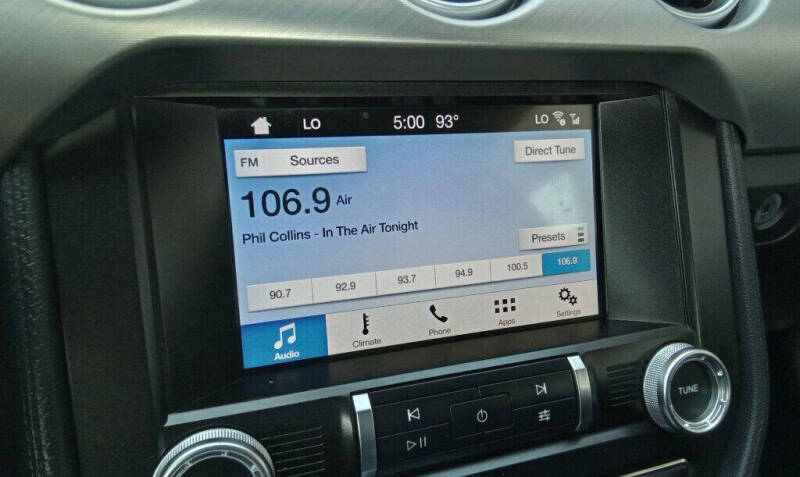 LO 5:00 93° LO
FM Sources Direct Tune
106.9 Air
Phil Collins - In The Air Tonight
Presets
90.7 92.9 93.7 94.9 100.5 106.9
Audio Climate Phone Apps Settings
TUNE